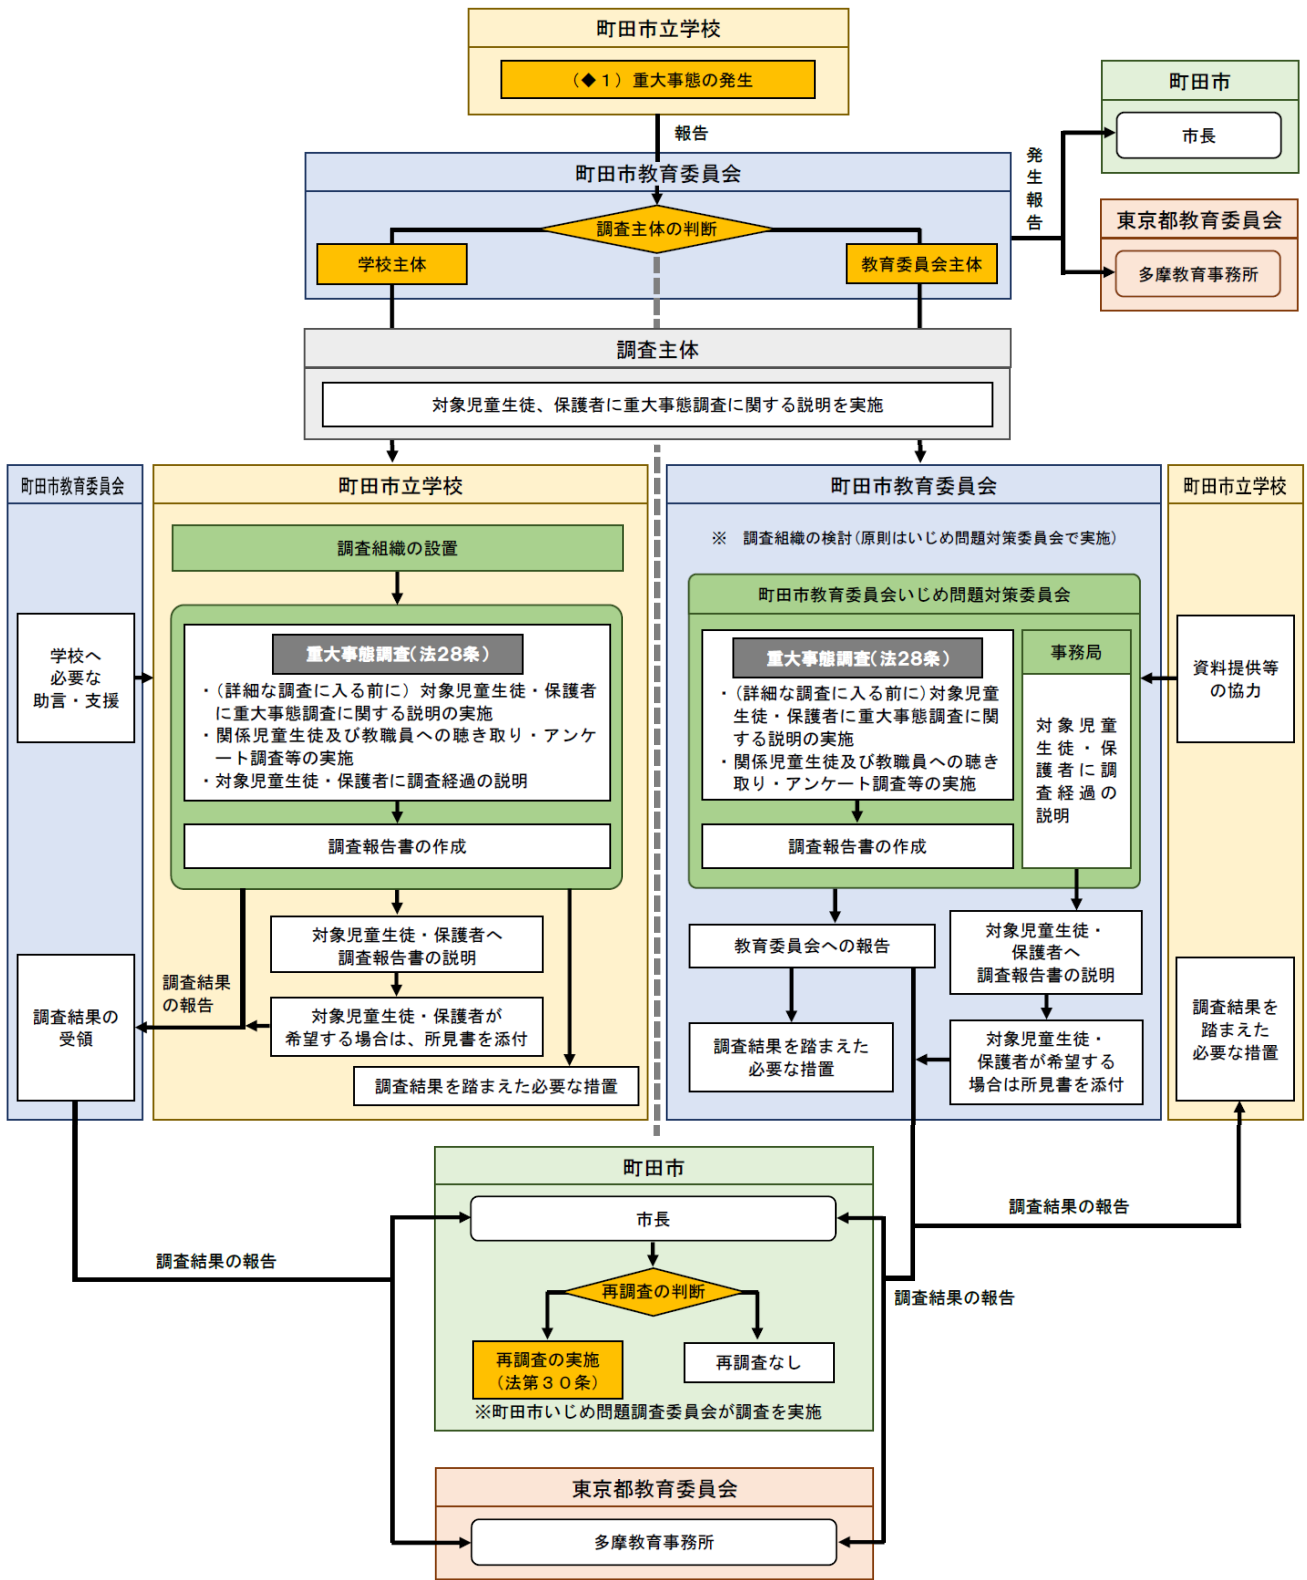 町田市立学校
（◆１）重大事態の発生
報告
町田市
市長
発生報告
東京都教育委員会
多摩教育事務所
町田市教育委員会
調査主体の判断
学校主体
教育委員会主体
調査主体
対象児童生徒、保護者に重大事態調査に関する説明を実施
町田市教育委員会
学校へ
必要な
助言・支援
調査結果の
受領
町田市立学校
調査組織の設置
重大事態調査（法28条）
・（詳細な調査に入る前に）対象児童生徒・保護者
に重大事態調査に関する説明の実施
・関係児童生徒及び教職員への聴き取り・アンケ
ート調査等の実施
・対象児童生徒・保護者に調査経過の説明
調査報告書の作成
対象児童生徒・保護者へ
調査報告書の説明
調査結果
の報告
対象児童生徒・保護者が
希望する場合は、所見書を添付
調査結果を踏まえた必要な措置
町田市教育委員会
※　調査組織の検討（原則はいじめ問題対策委員会で実施）
町田市教育委員会いじめ問題対策委員会
重大事態調査（法28条）
・（詳細な調査に入る前に）対象児童
生徒・保護者に重大事態調査に関
する説明の実施
・関係児童生徒及び教職員への聴き
取り・アンケート調査等の実施
調査報告書の作成
事務局
対象児童
生徒・保
護者に調
査経過の
説明
教育委員会への報告
調査結果を踏まえた
必要な措置
対象児童生徒・
保護者へ
調査報告書の説明
対象児童生徒・
保護者が希望する
場合は所見書を添付
町田市立学校
資料提供等
の協力
調査結果を
踏まえた
必要な措置
町田市
市長
再調査の判断
再調査の実施
（法第３０条）
再調査なし
※町田市いじめ問題調査委員会が調査を実施
調査結果の報告
調査結果の報告
調査結果の報告
東京都教育委員会
多摩教育事務所